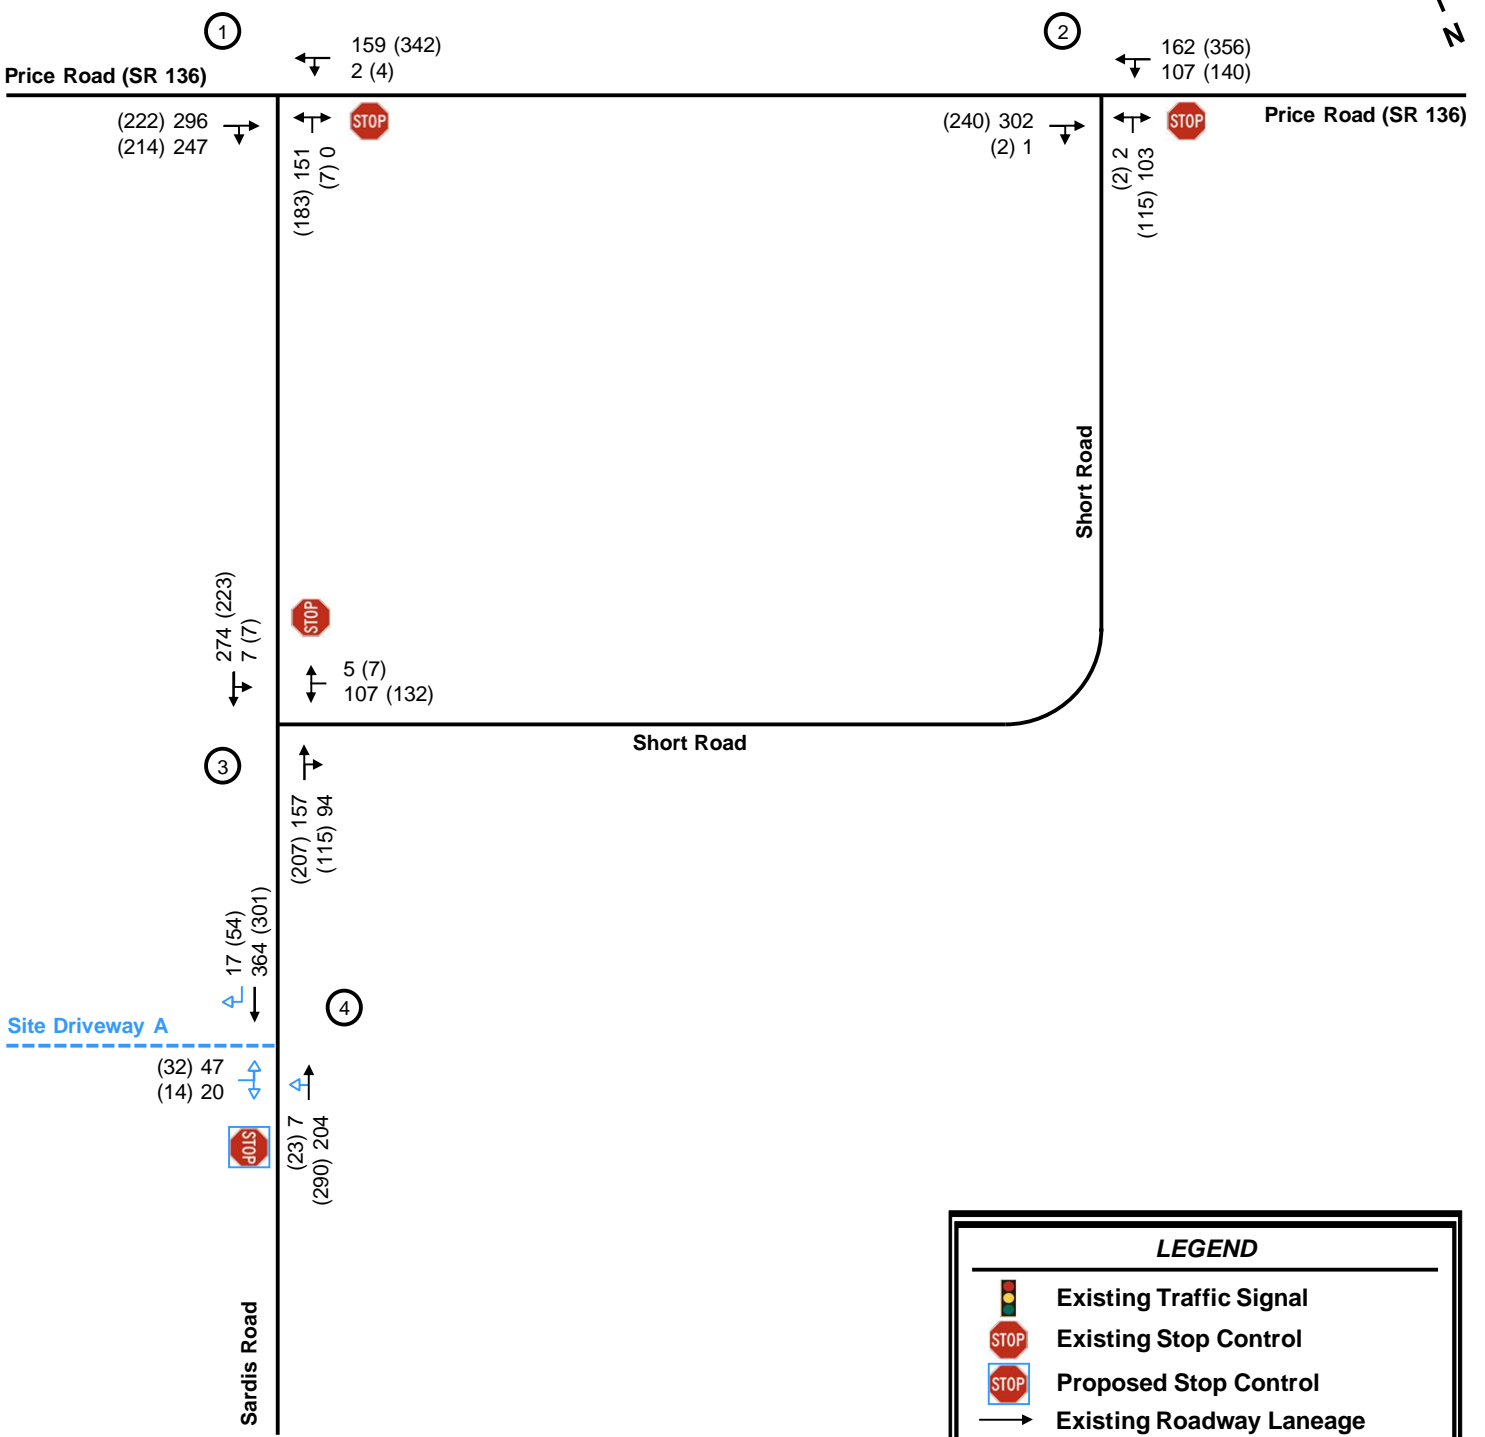 1
2
N
159 (342)
2 (4)
162 (356)
107 (140)
Price Road (SR 136)
(222) 296
(214) 247
STOP
(183) 151
(7) 0
(240) 302
(2) 1
STOP
(2) 2
(115) 103
Price Road (SR 136)
Short Road
274 (223)
7 (7)
STOP
5 (7)
107 (132)
Short Road
3
(207) 157
(115) 94
17 (54)
364 (301)
4
Site Driveway A
(32) 47
(14) 20
STOP
(23) 7
(290) 204
Sardis Road
LEGEND
Existing Traffic Signal
STOP Existing Stop Control
STOP Proposed Stop Control
Existing Roadway Laneage